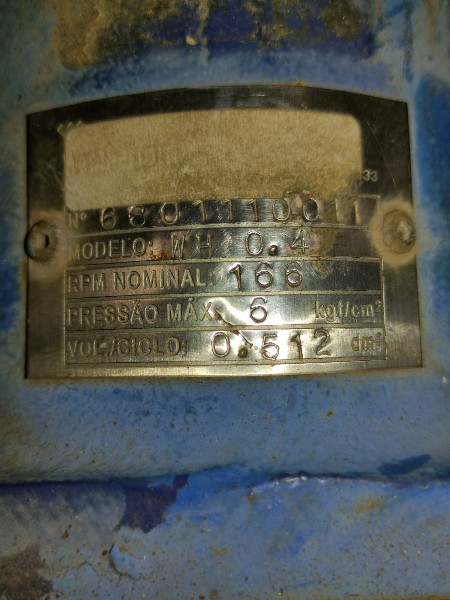 33
Nº 6801110011
MODELO: WH 0.4
RPM NOMINAL: 166
PRESSÃO MÁX. 6 kgf/cm²
VOL./CICLO: 0.512 dm³